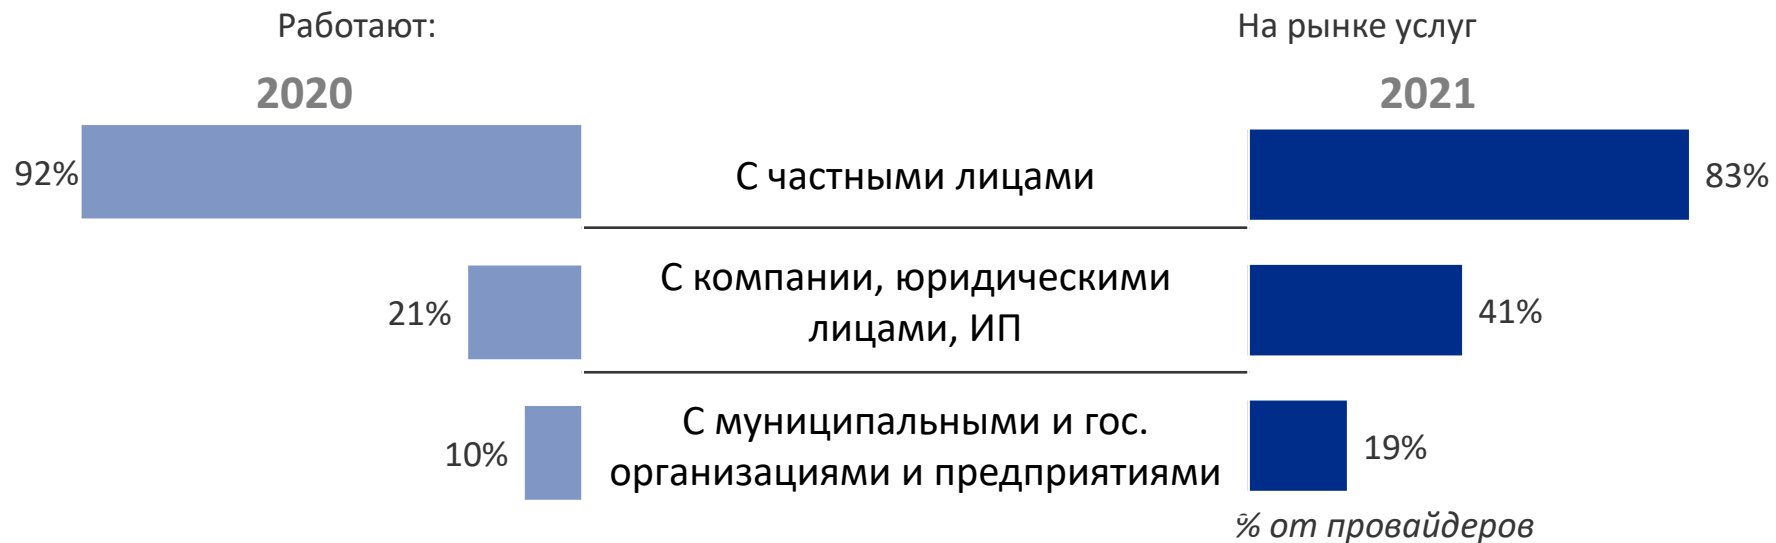 Работают:
На рынке услуг
2020
2021
92%
С частными лицами
83%
21%
С компании, юридическими
лицами, ИП
41%
10%
С муниципальными и гос.
организациями и предприятиями
19%
% от провайдеров